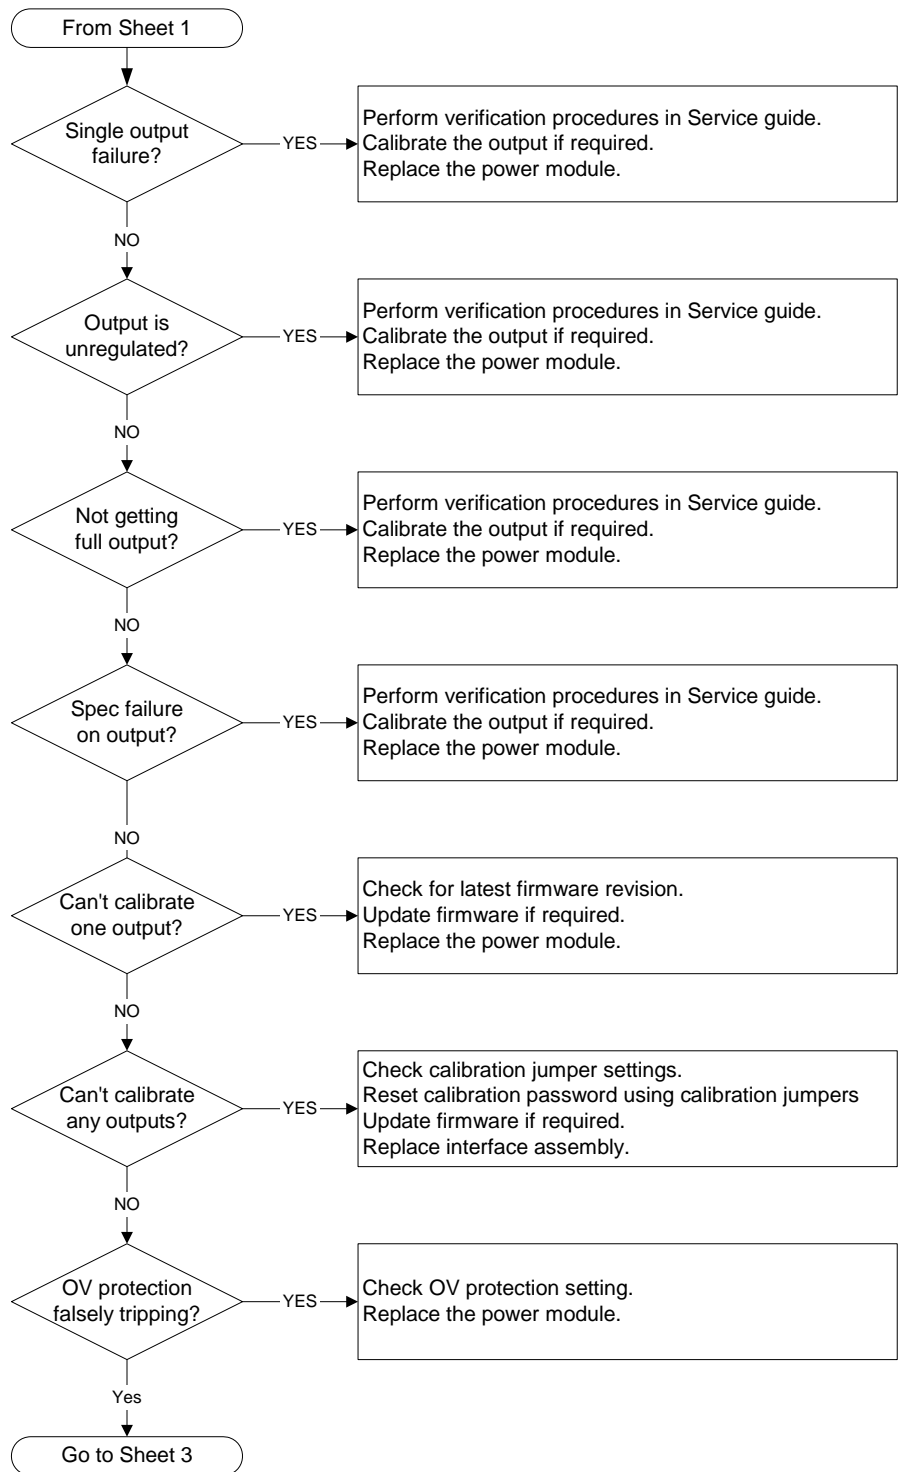 From Sheet 1
Single output
failure?
YES
Perform verification procedures in Service guide.
Calibrate the output if required.
Replace the power module.
NO
Output is
unregulated?
YES
Perform verification procedures in Service guide.
Calibrate the output if required.
Replace the power module.
NO
Not getting
full output?
YES
Perform verification procedures in Service guide.
Calibrate the output if required.
Replace the power module.
NO
Spec failure
on output?
YES
Perform verification procedures in Service guide.
Calibrate the output if required.
Replace the power module.
NO
Can't calibrate
one output?
YES
Check for latest firmware revision.
Update firmware if required.
Replace the power module.
NO
Can't calibrate
any outputs?
YES
Check calibration jumper settings.
Reset calibration password using calibration jumpers
Update firmware if required.
Replace interface assembly.
NO
OV protection
falsely tripping?
YES
Check OV protection setting.
Replace the power module.
Yes
Go to Sheet 3